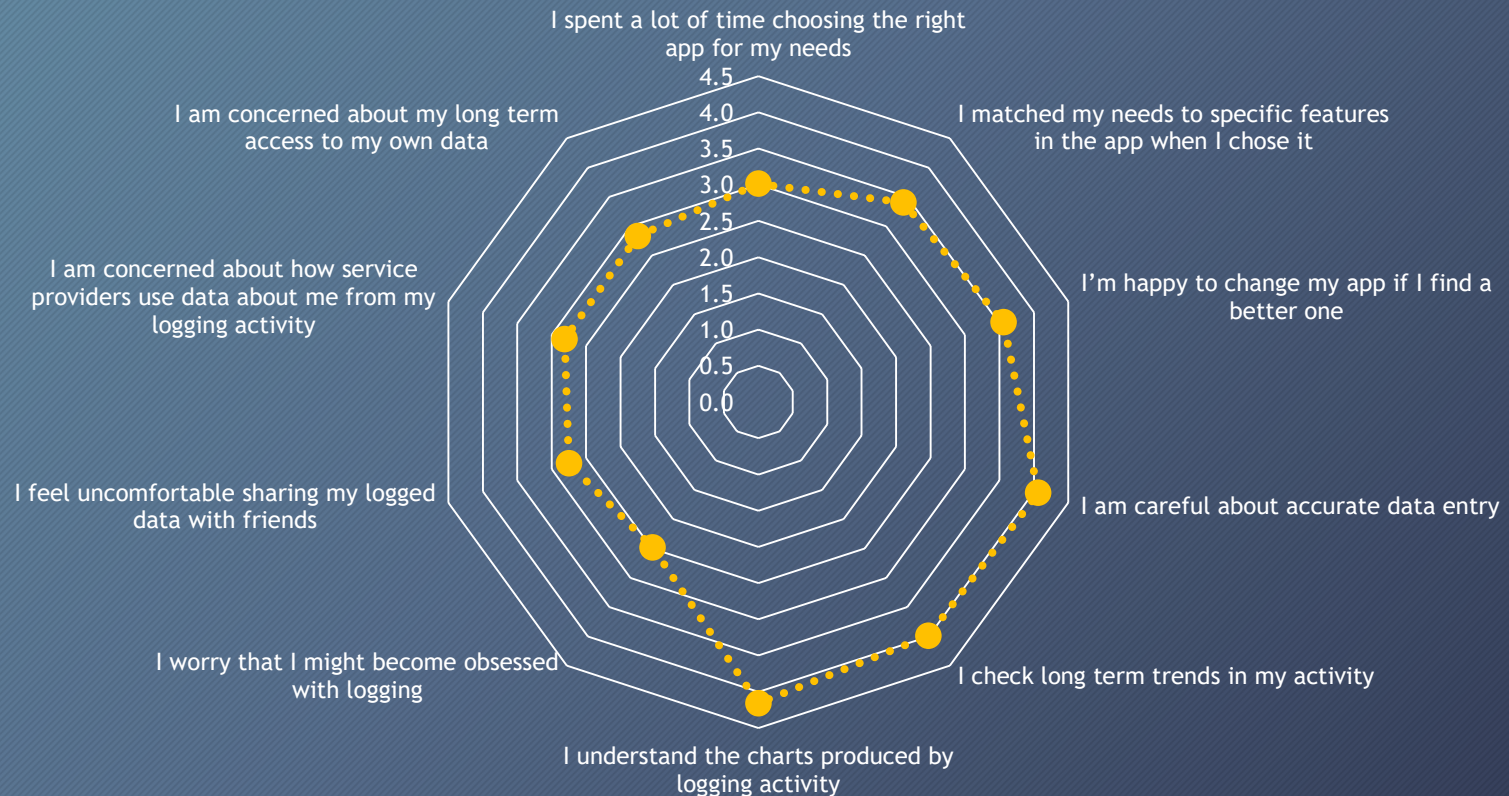 I spent a lot of time choosing the right
app for my needs
I matched my needs to specific features
in the app when I chose it
I’m happy to change my app if I find a
better one
I am careful about accurate data entry
I check long term trends in my activity
I understand the charts produced by
logging activity
I worry that I might become obsessed
with logging
I feel uncomfortable sharing my logged
data with friends
I am concerned about how service
providers use data about me from my
logging activity
I am concerned about my long term
access to my own data
4.5
4.0
3.5
3.0
2.5
2.0
1.5
1.0
0.5
0.0